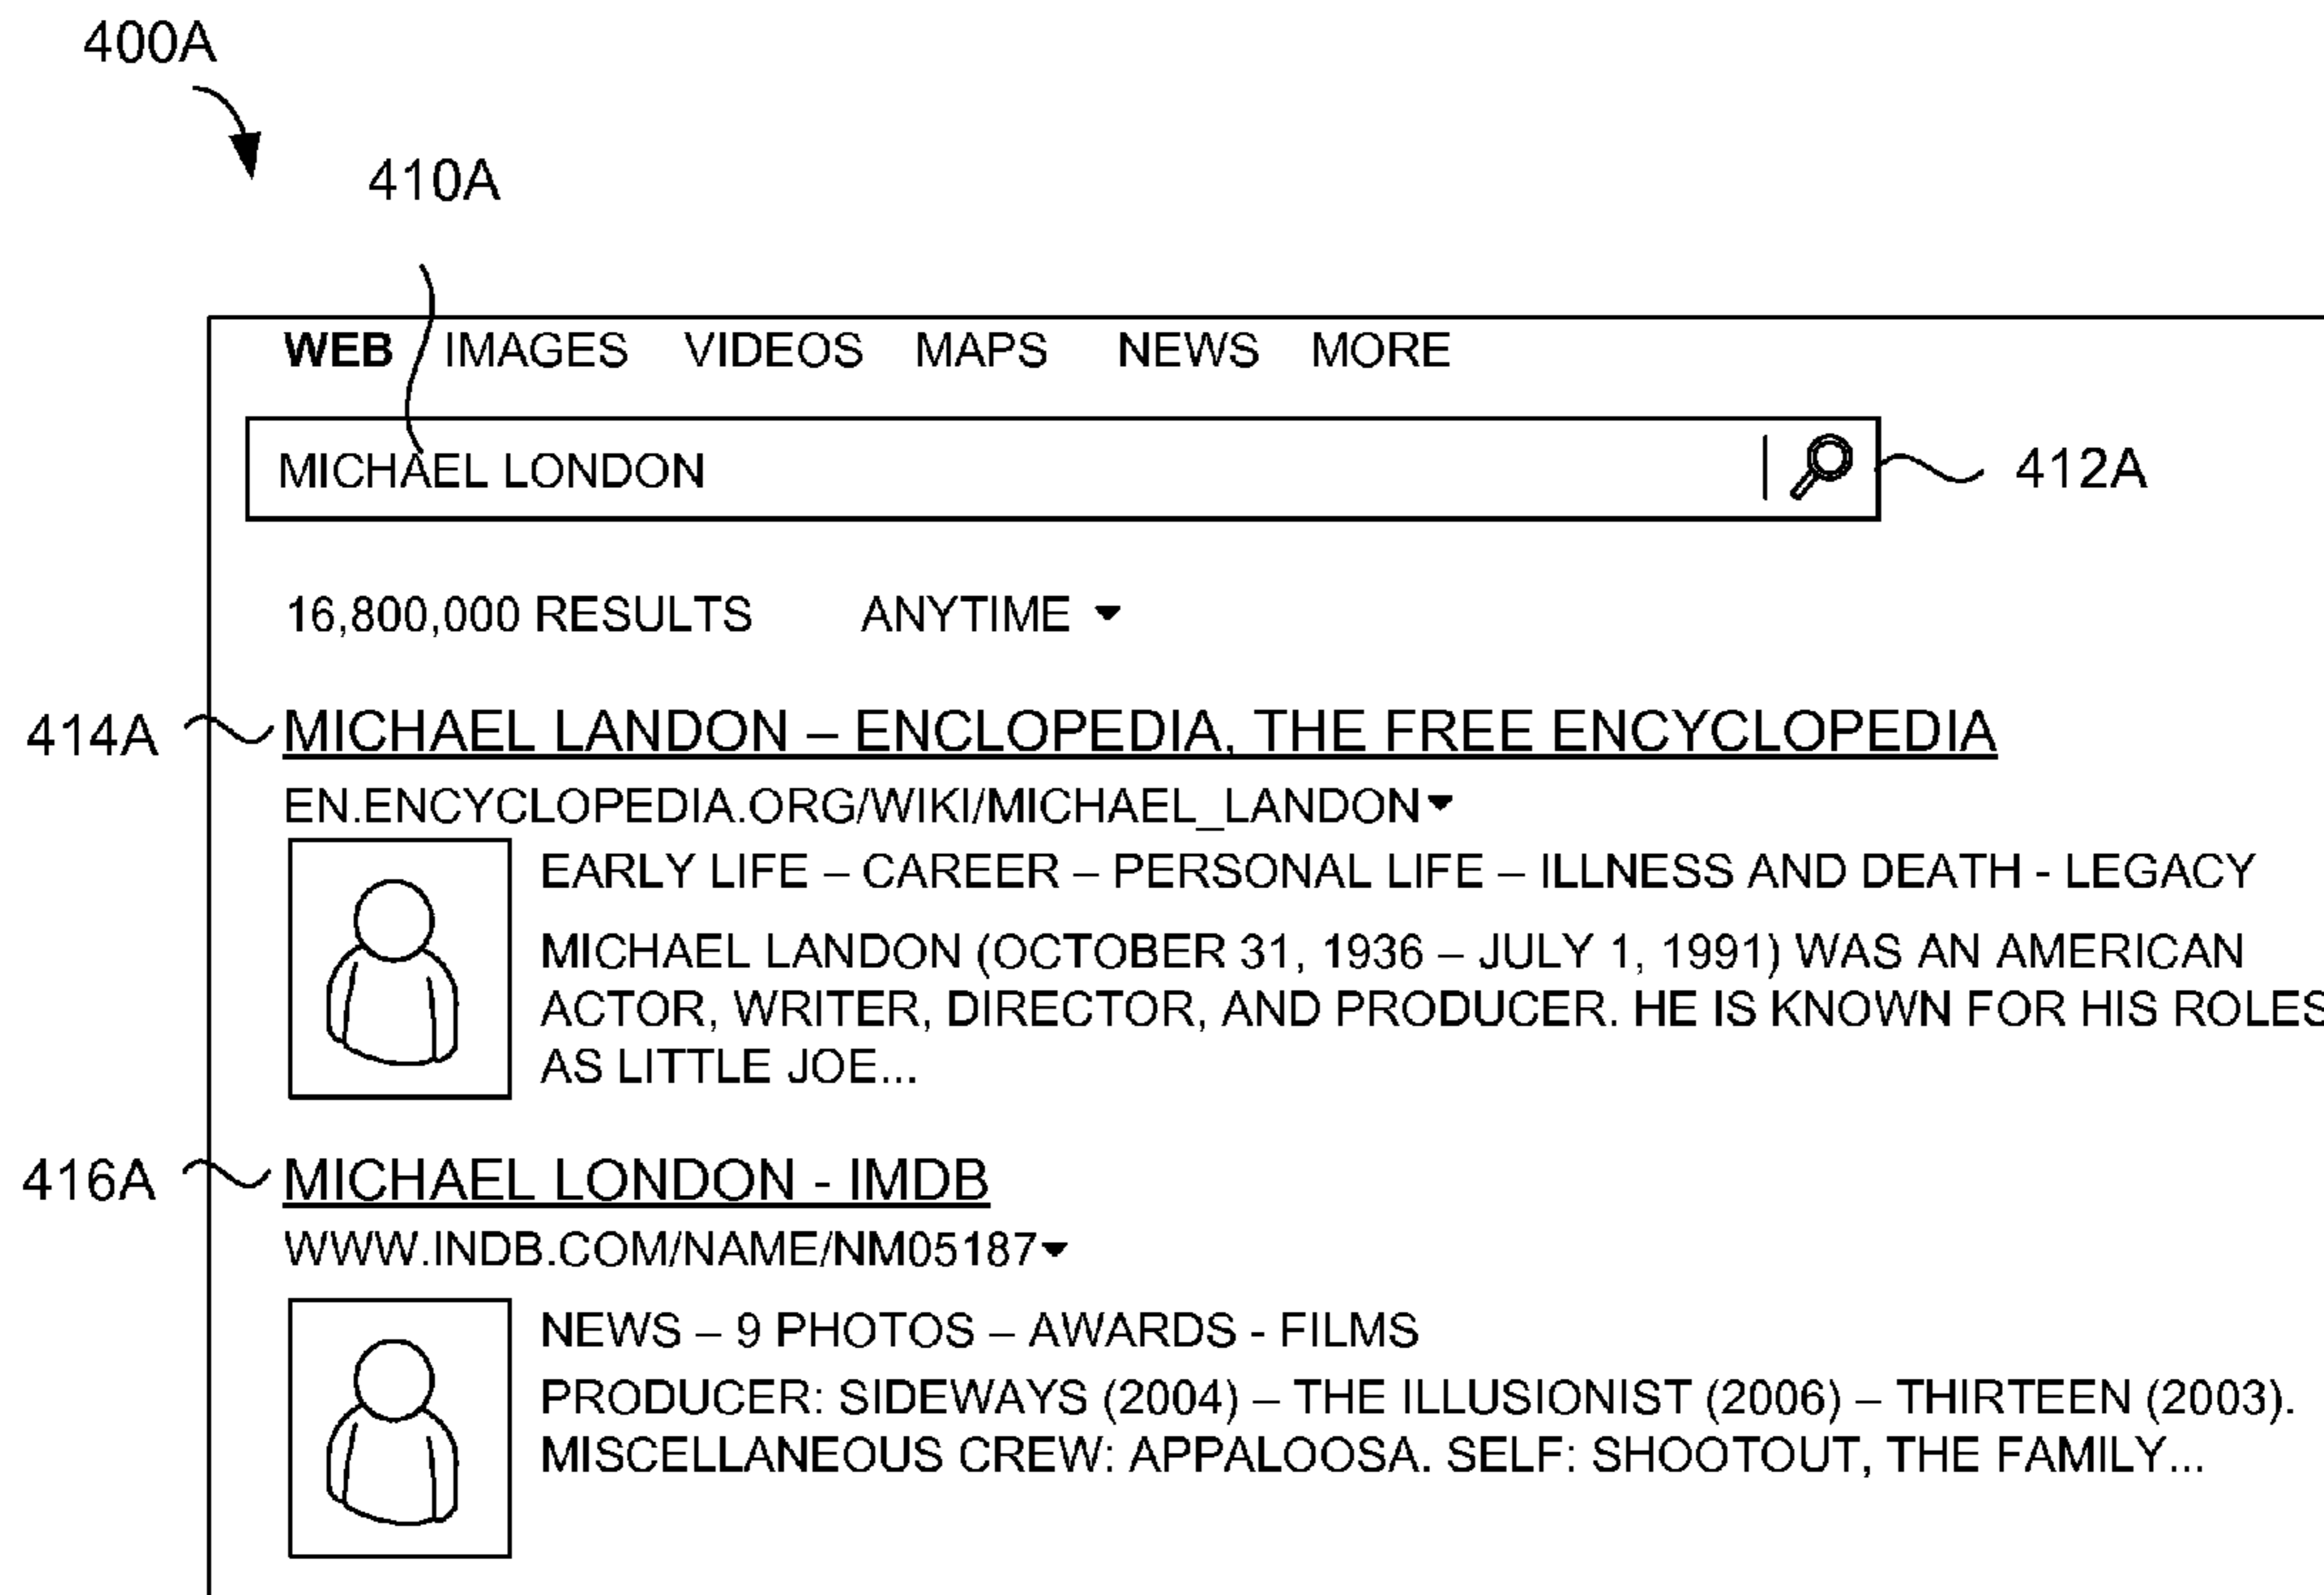 400A
410A
WEB IMAGES VIDEOS MAPS NEWS MORE
MICHAEL LONDON
412A
16,800,000 RESULTS ANYTIME
414A
MICHAEL LANDON – ENCLOPEDIA, THE FREE ENCYCLOPEDIA
EN.ENCYCLOPEDIA.ORG/WIKI/MICHAEL_LANDON
EARLY LIFE – CAREER – PERSONAL LIFE – ILLNESS AND DEATH - LEGACY
MICHAEL LANDON (OCTOBER 31, 1936 – JULY 1, 1991) WAS AN AMERICAN
ACTOR, WRITER, DIRECTOR, AND PRODUCER. HE IS KNOWN FOR HIS ROLES
AS LITTLE JOE...
416A
MICHAEL LONDON - IMDB
WWW.INDB.COM/NAME/NM05187
NEWS – 9 PHOTOS – AWARDS - FILMS
PRODUCER: SIDEWAYS (2004) – THE ILLUSIONIST (2006) – THIRTEEN (2003).
MISCELLANEOUS CREW: APPALOOSA. SELF: SHOOTOUT, THE FAMILY...